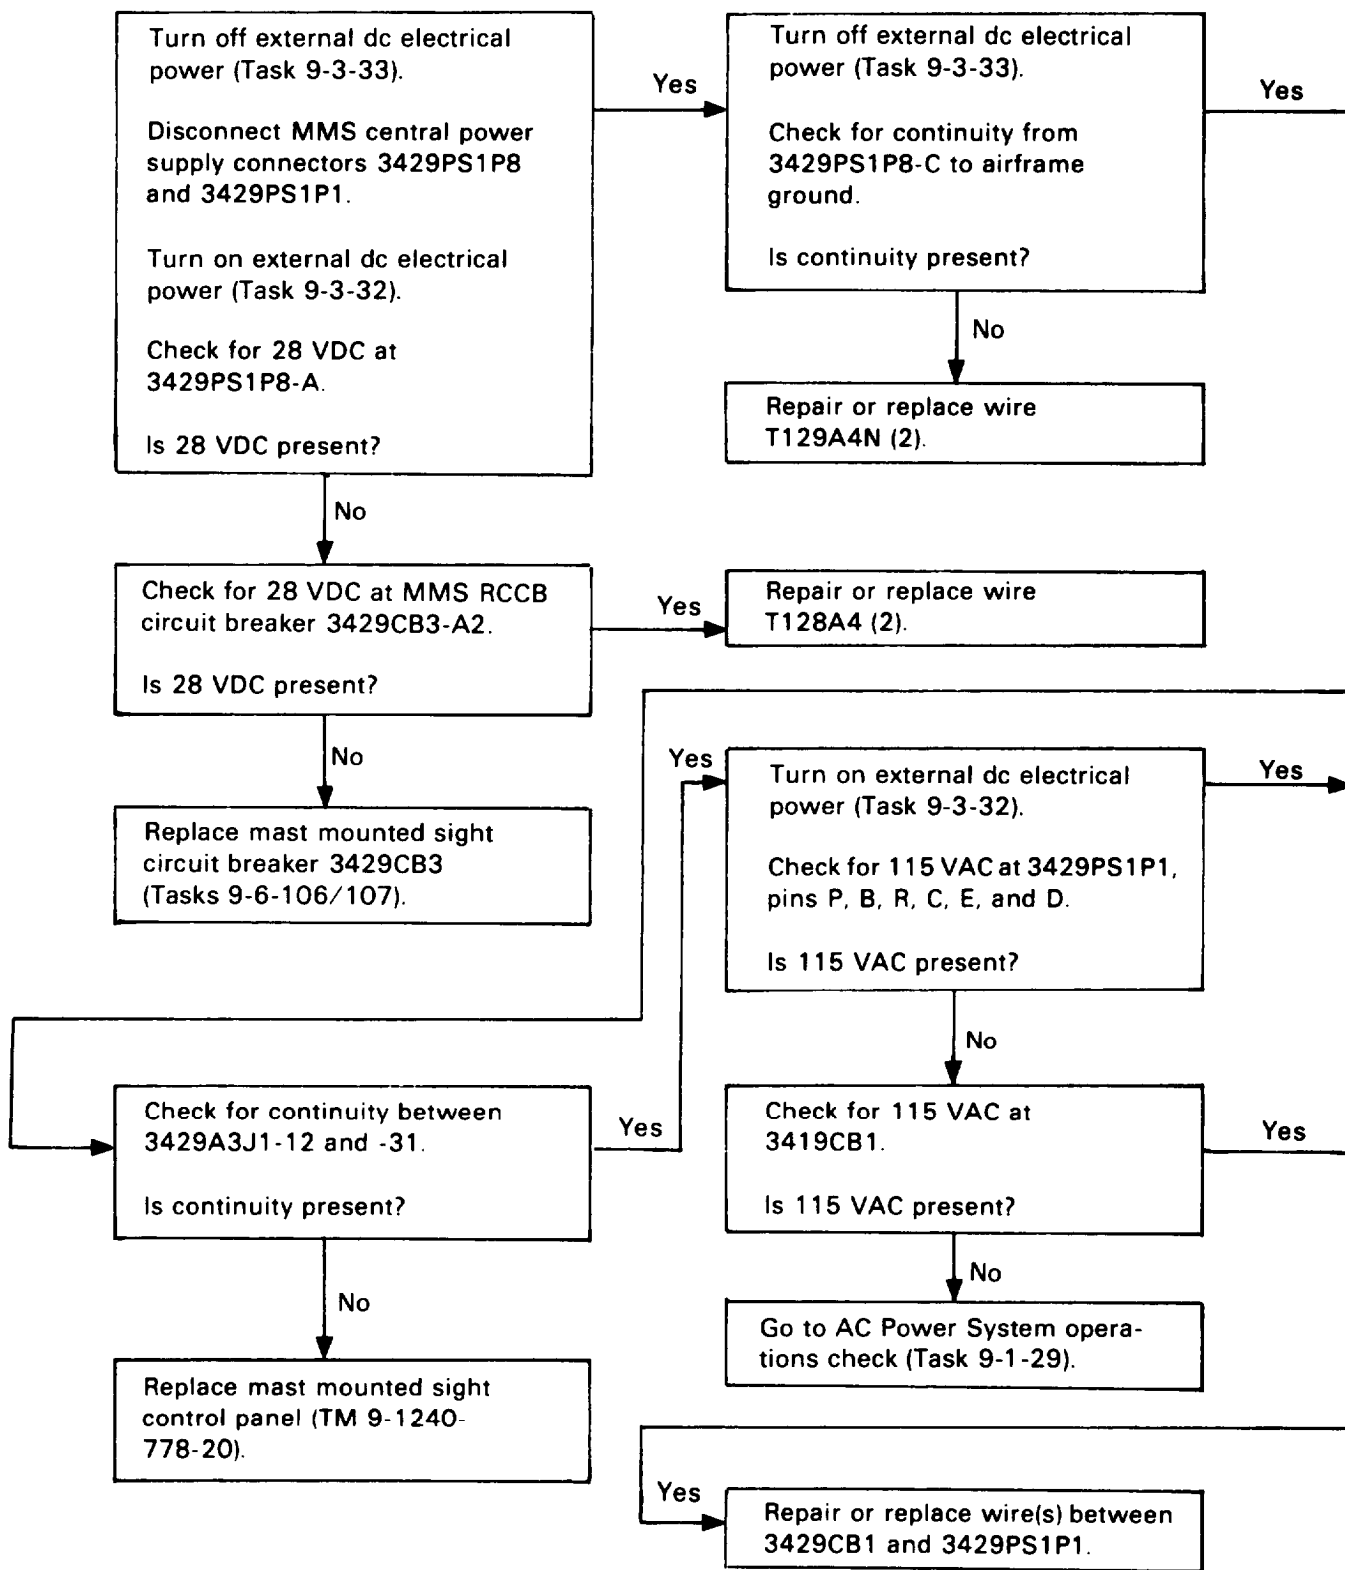 Turn off external dc electrical
power (Task 9-3-33).
Disconnect MMS central power
supply connectors 3429PS1P8
and 3429PS1P1.
Turn on external dc electrical
power (Task 9-3-32).
Check for 28 VDC at
3429PS1P8-A.
Is 28 VDC present?
Yes
Turn off external dc electrical
power (Task 9-3-33).
Check for continuity from
3429PS1P8-C to airframe
ground.
Is continuity present?
Yes
No
Repair or replace wire
T129A4N (2).
No
Check for 28 VDC at MMS RCCB
circuit breaker 3429CB3-A2.
Is 28 VDC present?
Yes
Repair or replace wire
T128A4 (2).
No
Replace mast mounted sight
circuit breaker 3429CB3
(Tasks 9-6-106/107).
Yes
Turn on external dc electrical
power (Task 9-3-32).
Check for 115 VAC at 3429PS1P1,
pins P, B, R, C, E, and D.
Is 115 VAC present?
Yes
No
Check for continuity between
3429A3J1-12 and -31.
Is continuity present?
Yes
Check for 115 VAC at
3419CB1.
Is 115 VAC present?
Yes
No
Replace mast mounted sight
control panel (TM 9-1240-
778-20).
No
Go to AC Power System opera-
tions check (Task 9-1-29).
Yes
Repair or replace wire(s) between
3429CB1 and 3429PS1P1.